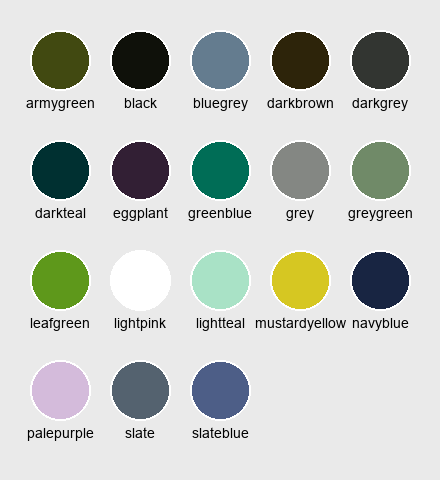 armygreen black bluegrey darkbrown darkgrey
darkteal eggplant greenblue grey greygreen
leafgreen lightpink lightteal mustardyellow navyblue
palepurple slate slateblue